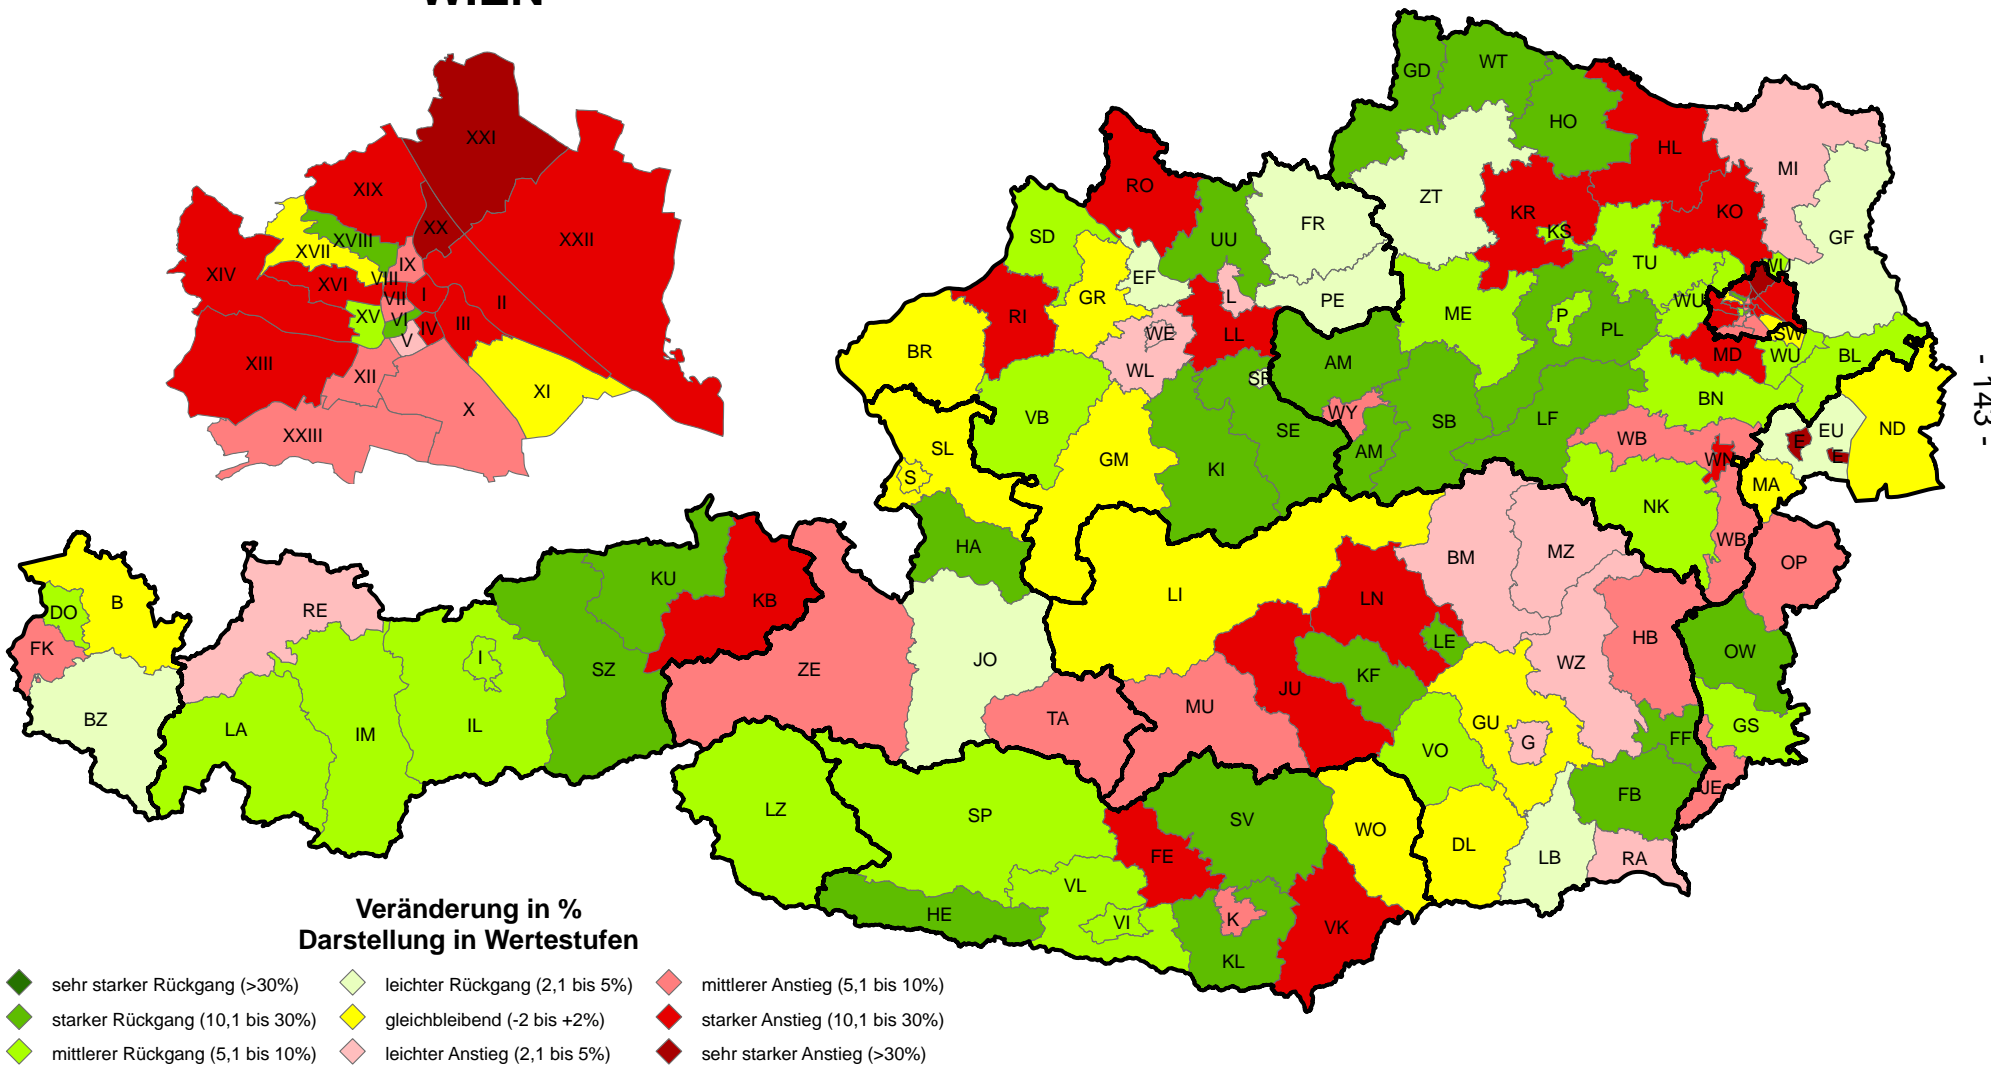 WIEN
XXI
XIX
XX
XXII
XVIII
XVII
IX
XIV
XVI
VIII
VII
I
II
XV
VI
IV
III
V
XIII
XII
X
XI
XXIII
GD
WT
HO
HL
MI
RO
ZT
KR
KO
GF
SD
UU
FR
KS
TU
WU
EF
GR
L
PE
ME
P
PL
WU
RI
WE
LL
SW
BR
WL
AM
MD
WU
BL
SR
VB
WY
SB
LF
BN
SL
SE
WB
E
EU
ND
GM
KI
AM
WN
E
S
MA
NK
HA
BM
MZ
WB
OP
KU
KB
LI
LN
B
DO
RE
LE
HB
FK
I
SZ
ZE
JO
KF
WZ
OW
BZ
LA
IM
IL
TA
MU
JU
GU
G
VO
FF
GS
LZ
SP
SV
WO
DL
FB
JE
FE
LB
RA
VL
HE
VI
K
VK
KL
- 143 -
Veränderung in %
Darstellung in Wertestufen
sehr starker Rückgang (>30%)
starker Rückgang (10,1 bis 30%)
mittlerer Rückgang (5,1 bis 10%)
leichter Rückgang (2,1 bis 5%)
gleichbleibend (-2 bis +2%)
leichter Anstieg (2,1 bis 5%)
mittlerer Anstieg (5,1 bis 10%)
starker Anstieg (10,1 bis 30%)
sehr starker Anstieg (>30%)